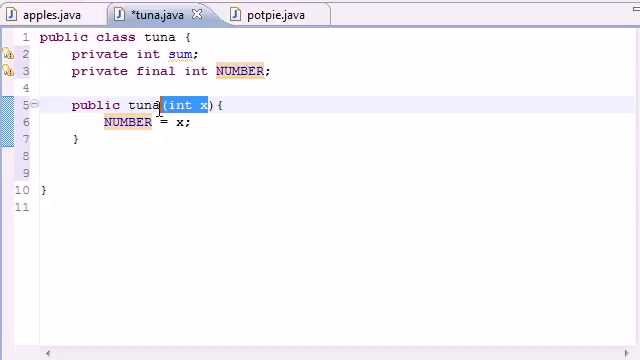 apples.java *tuna.java potpie.java
1 public class tuna {
2 private int sum;
3 private final int NUMBER;
4
5 public tuna(int x){
6 NUMBER = x;
7 }
8
9
10 }
11